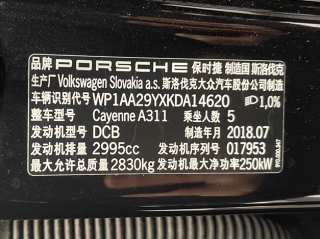 品牌 PORSCHE 保时捷 制造国 斯洛伐克
生产厂 Volkswagen Slovakia a.s. 斯洛伐克大众汽车股份公司制造
车辆识别代号 WP1AA29YXKDA14620 1,0%
整车型号 Cayenne A311 乘坐人数 5
发动机型号 DCB 制造年月 2018.07
发动机排量 2995cc 发动机序列号 017953
最大允许总质量 2830kg 发动机最大净功率 250kW